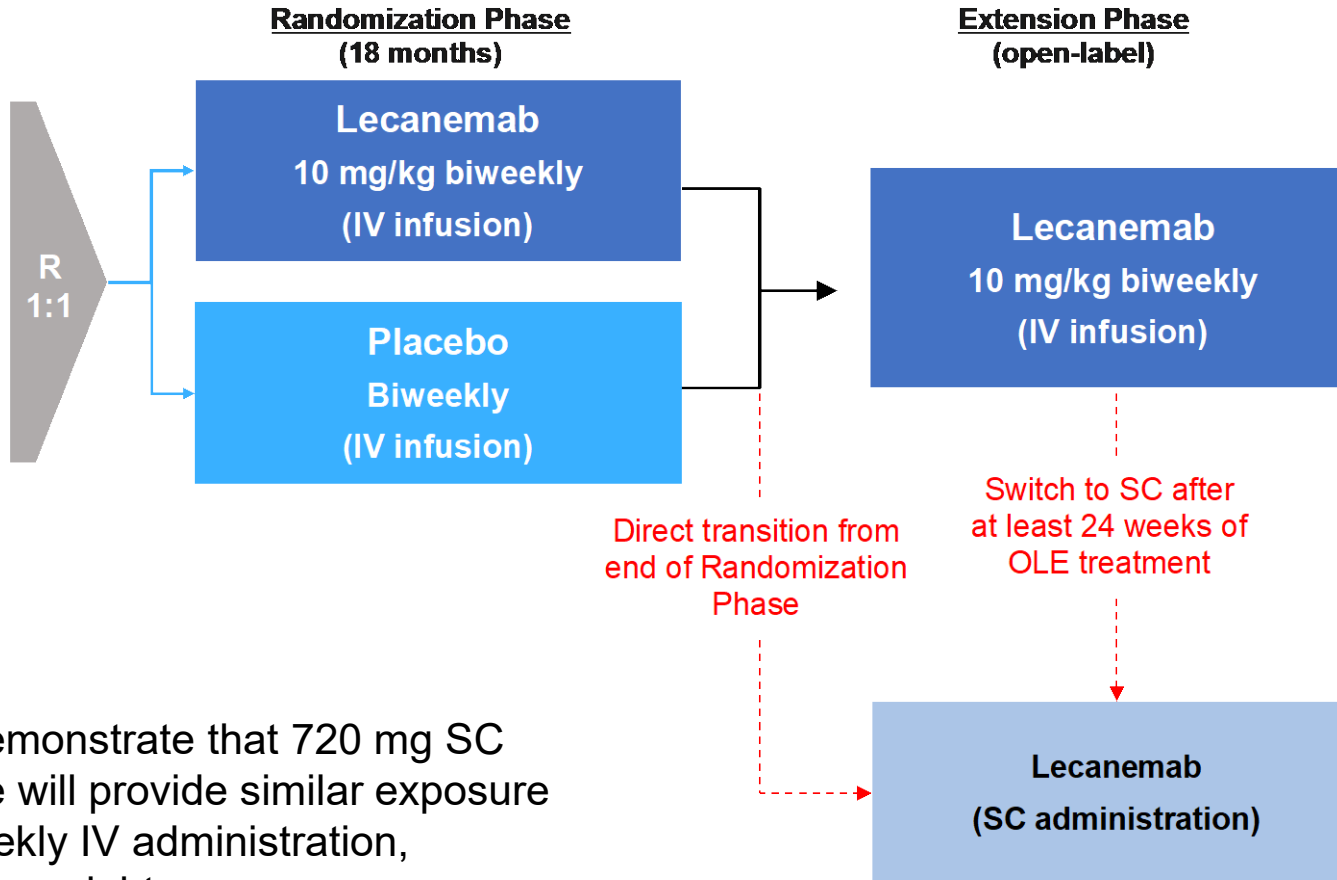 Randomization Phase
(18 months)
Extension Phase
(open-label)
R
1:1
Lecanemab
10 mg/kg biweekly
(IV infusion)
Placebo
Biweekly
(IV infusion)
Lecanemab
10 mg/kg biweekly
(IV infusion)
Direct transition from
end of Randomization
Phase
Switch to SC after
at least 24 weeks of
OLE treatment
Lecanemab
(SC administration)
emonstrate that 720 mg SC
e will provide similar exposure
ekly IV administration,